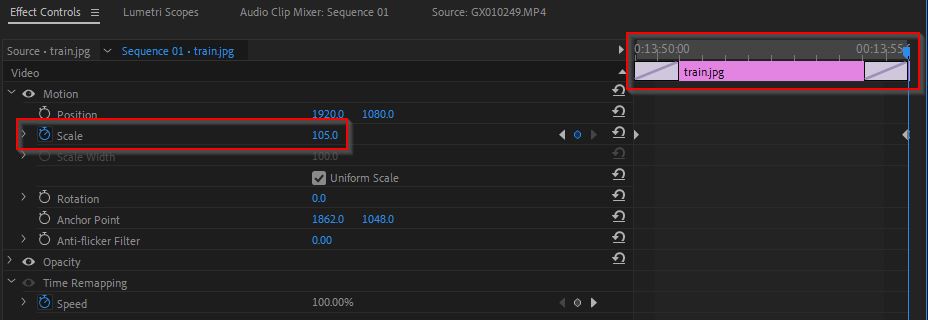 Effect Controls Lumetri Scopes Audio Clip Mixer: Sequence 01 Source: GX010249.MP4
Source • train.jpg Sequence 01 • train.jpg 0:13:50:00 00:13:55
Video train.jpg
Motion
Position 1920.0 1080.0
Scale 105.0
Scale Width 100.0
Uniform Scale
Rotation 0.0
Anchor Point 1862.0 1048.0
Anti-flicker Filter 0.00
Opacity
Time Remapping
Speed 100.00%